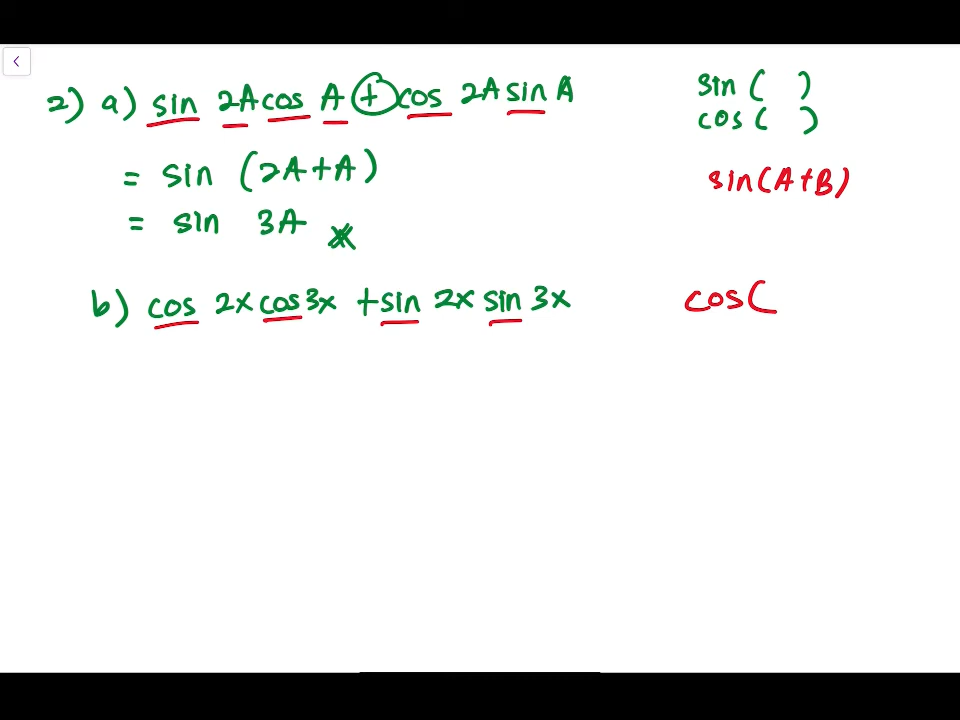 2) a) sin 2A cos A + cos 2A sin A
sin ( )
cos ( )
= sin (2A+A)
sin(A+B)
= sin 3A
b) cos 2x cos 3x + sin 2x sin 3x
cos(